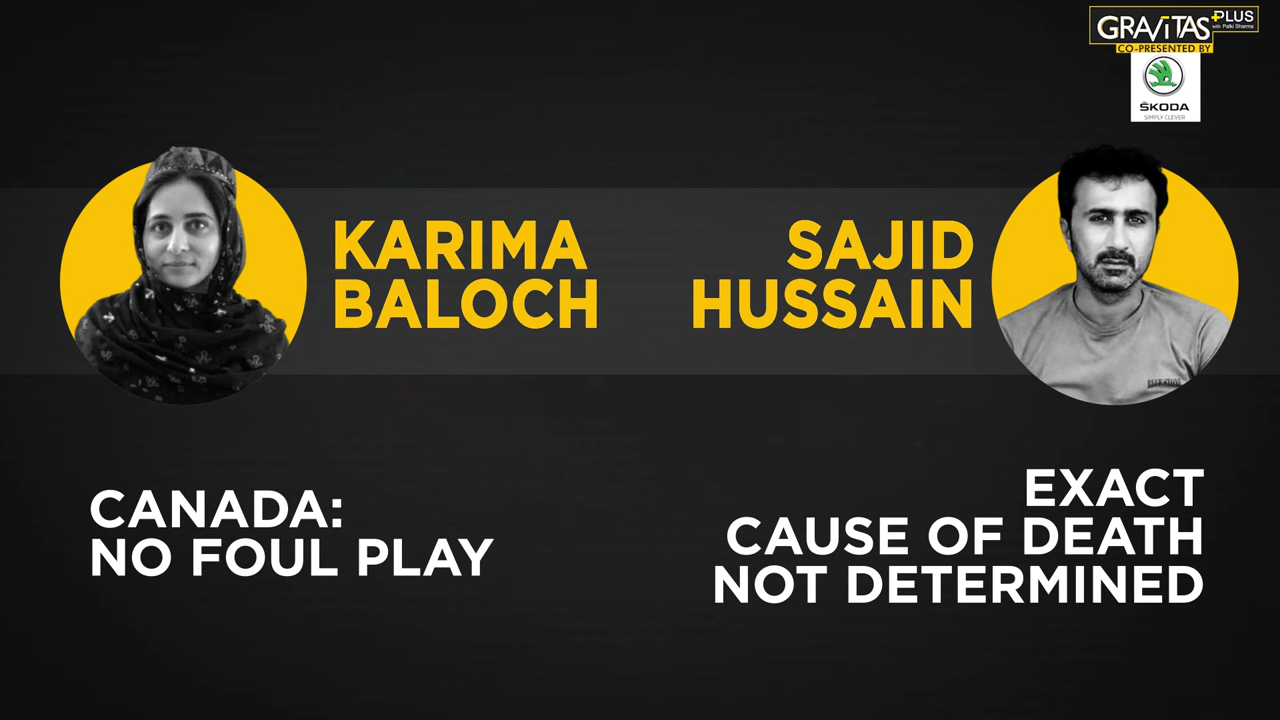 GRAVITAS PLUS
with Palki Sharma
CO-PRESENTED BY
ŠKODA
SIMPLY CLEVER
KARIMA
BALOCH
SAJID
HUSSAIN
CANADA:
NO FOUL PLAY
EXACT
CAUSE OF DEATH
NOT DETERMINED